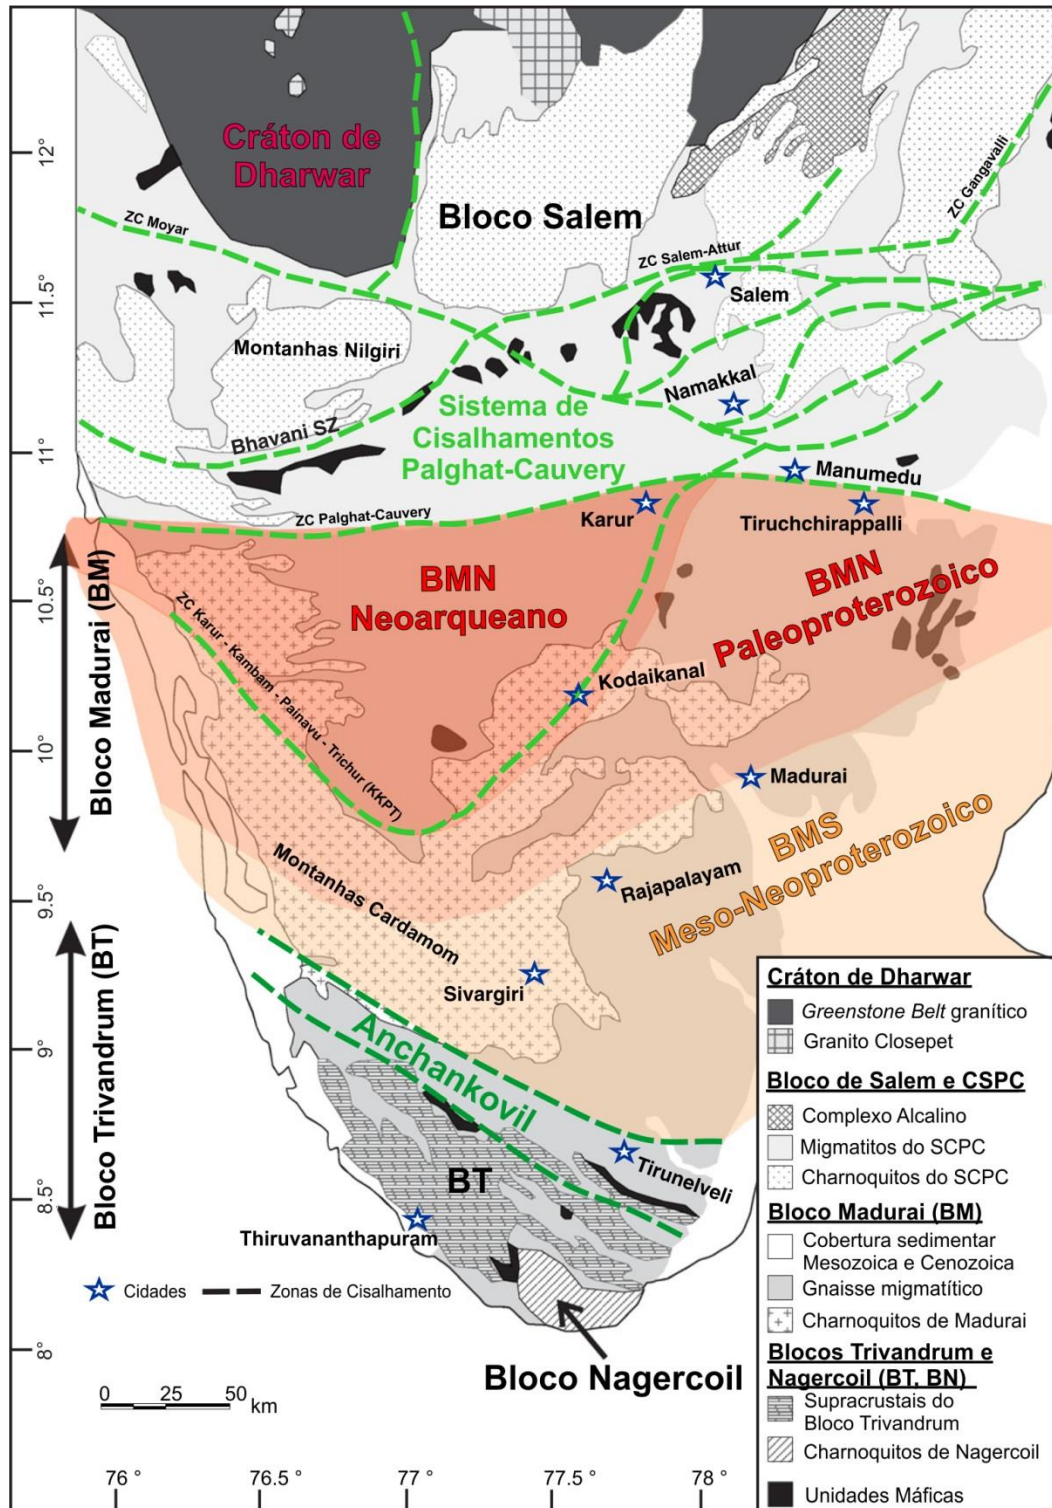 Cráton de
Dharwar
Bloco Salem
ZC Moyar
ZC Salem-Attur
ZC Gangavalli
Salem
Montanhas Nilgiri
Namakkal
Bhavani SZ
Sistema de
Cisalhamentos
Palghat-Cauvery
Manumedu
ZC Palghat-Cauvery
Karur
Tiruchchirappalli
BMN
Neoarqueano
BMN
Paleoproterozoico
ZC Karur - Kambam - Painavu - Trichur (KKPT)
Kodaikanal
Madurai
BMS
Meso-Neoproterozoico
Rajapalayam
Montanhas Cardamom
Sivargiri
Anchankovil
Tirunelveli
BT
Thiruvananthapuram
Bloco Nagercoil
Bloco Madurai (BM)
Bloco Trivandrum (BT)
12°
11.5°
11°
10.5°
10°
9.5°
9°
8.5°
8°
Cidades
Zonas de Cisalhamento
0 25 50
km
76 °
76.5 °
77 °
77.5 °
78 °
Cráton de Dharwar
Greenstone Belt granítico
Granito Closepet
Bloco de Salem e CSPC
Complexo Alcalino
Migmatitos do SCPC
Charnoquitos do SCPC
Bloco Madurai (BM)
Cobertura sedimentar
Mesozoica e Cenozoica
Gnaisse migmatítico
Charnoquitos de Madurai
Blocos Trivandrum e
Nagercoil (BT, BN)
Supracrustais do
Bloco Trivandrum
Charnoquitos de Nagercoil
Unidades Máficas